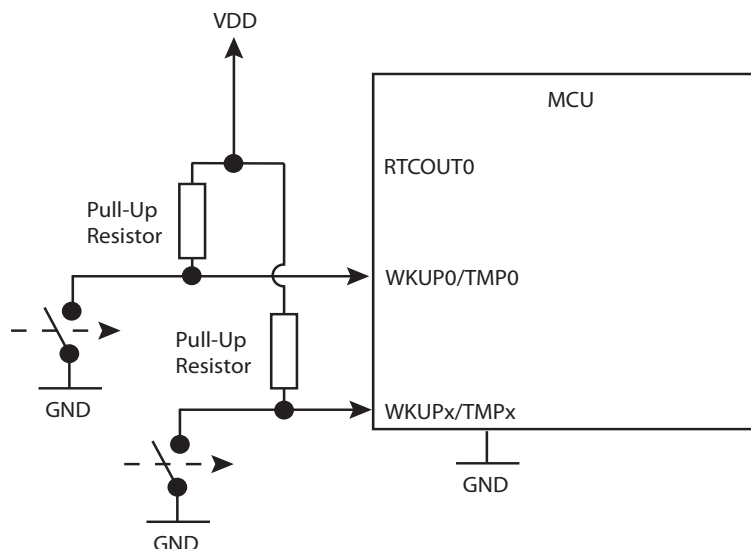 VDD
MCU
RTCOUT0
Pull-Up
Resistor
WKUP0/TMP0
Pull-Up
Resistor
GND
WKUPx/TMPx
GND
GND